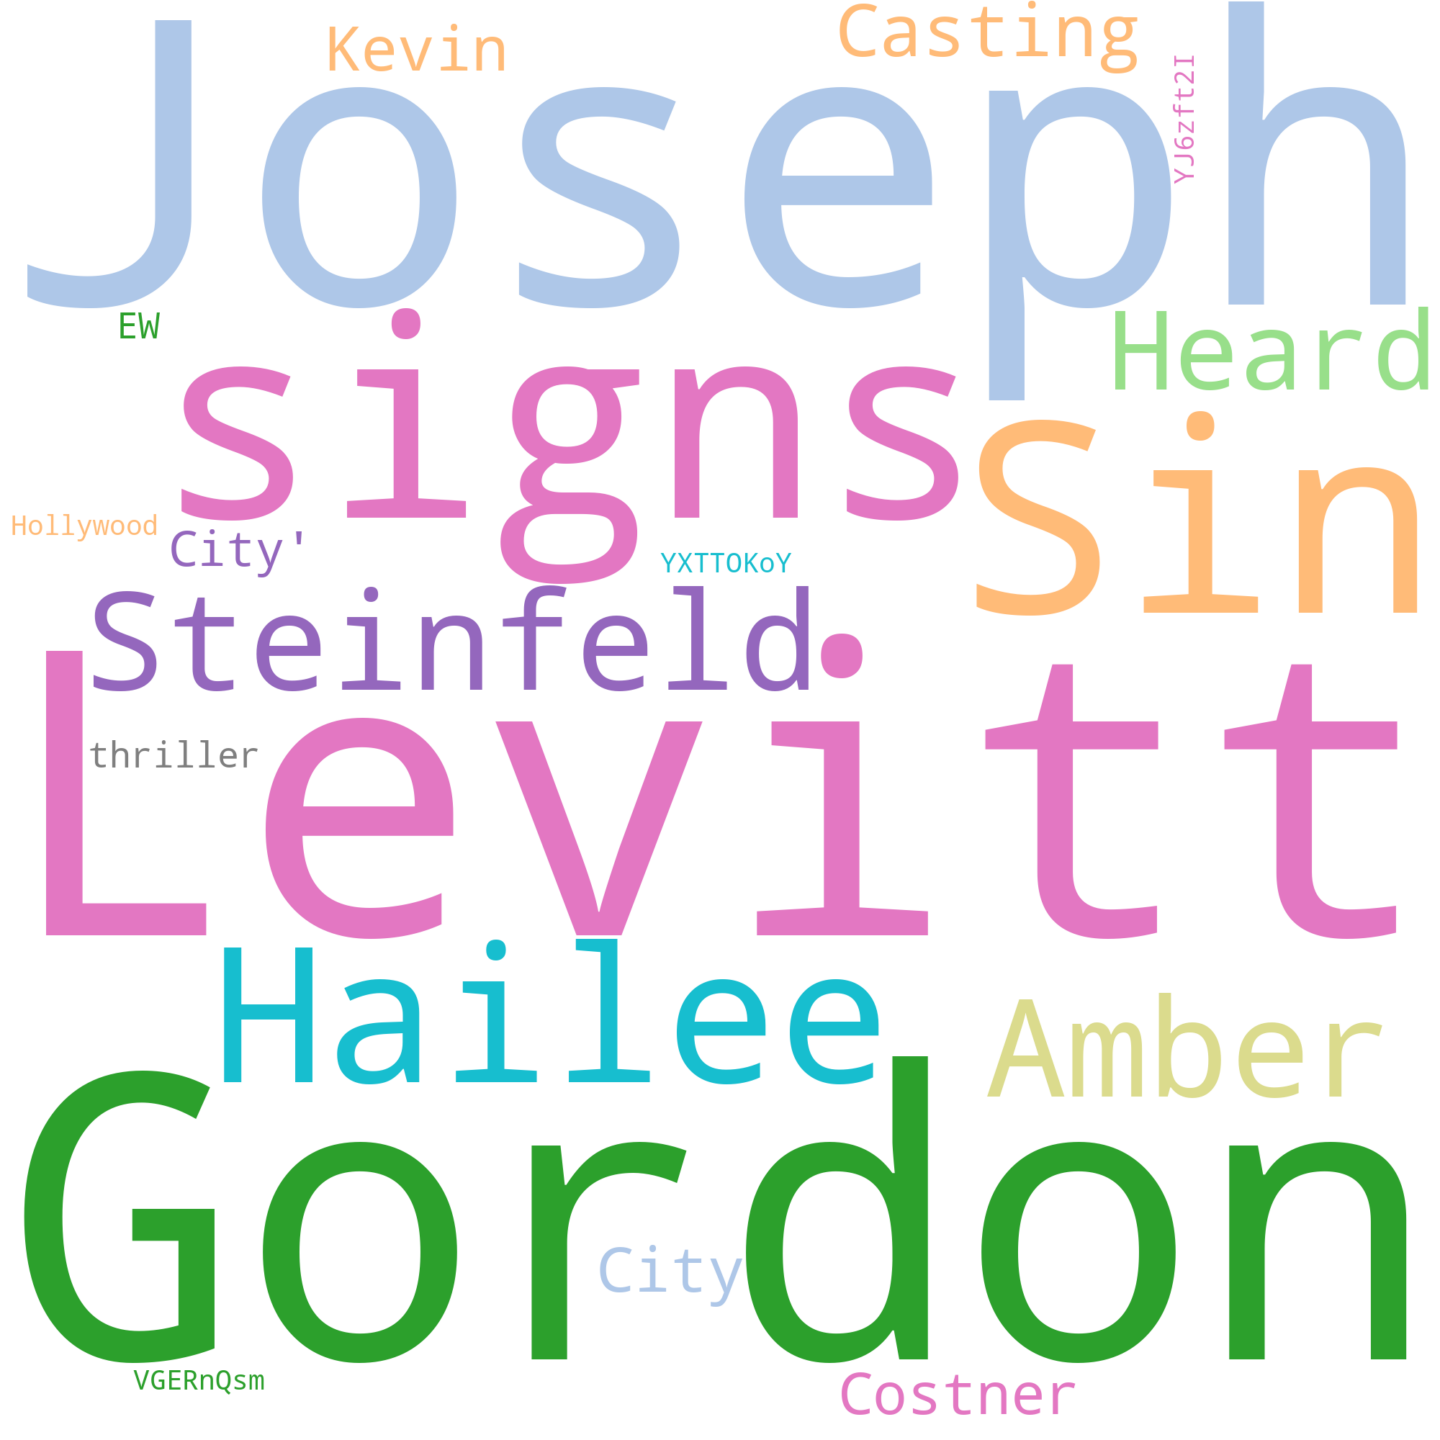 Kevin
Casting
Joseph
YJ6zft2I
EW
signs
Heard
Sin
Hollywood
City'
YXTTOKoY
Steinfeld
Levitt
thriller
Hailee
Amber
Gordon
City
VGERnQsm
Costner